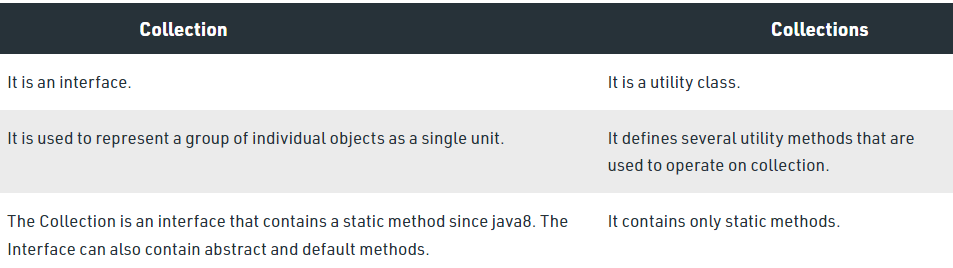 Collection Collections
It is an interface. It is a utility class.
It is used to represent a group of individual objects as a single unit. It defines several utility methods that are
used to operate on collection.
The Collection is an interface that contains a static method since java8. The It contains only static methods.
Interface can also contain abstract and default methods.